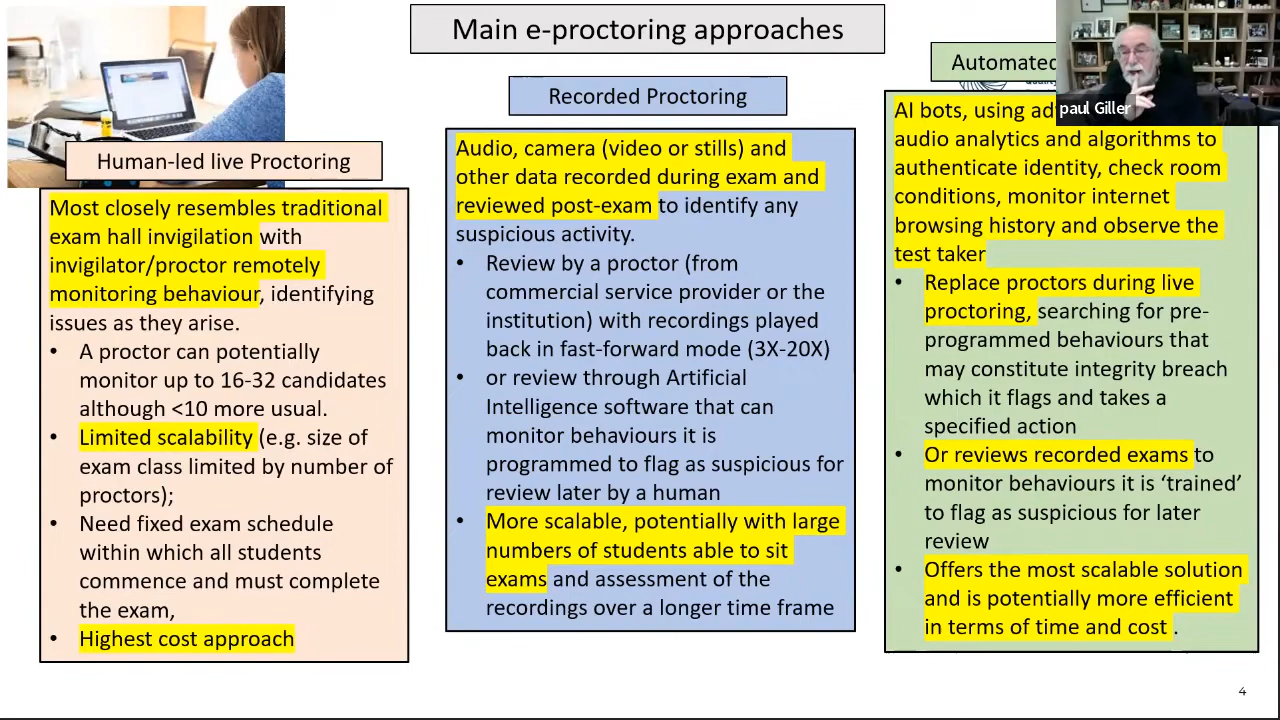 Main e-proctoring approaches
Human-led live Proctoring
Most closely resembles traditional
exam hall invigilation with
invigilator/proctor remotely
monitoring behaviour, identifying
issues as they arise.
• A proctor can potentially
monitor up to 16-32 candidates
although <10 more usual.
• Limited scalability (e.g. size of
exam class limited by number of
proctors);
• Need fixed exam schedule
within which all students
commence and must complete
the exam,
• Highest cost approach
Recorded Proctoring
Audio, camera (video or stills) and
other data recorded during exam and
reviewed post-exam to identify any
suspicious activity.
• Review by a proctor (from
commercial service provider or the
institution) with recordings played
back in fast-forward mode (3X-20X)
• or review through Artificial
Intelligence software that can
monitor behaviours it is
programmed to flag as suspicious for
review later by a human
• More scalable, potentially with large
numbers of students able to sit
exams and assessment of the
recordings over a longer time frame
Automated
paul Giller
AI bots, using ad
audio analytics and algorithms to
authenticate identity, check room
conditions, monitor internet
browsing history and observe the
test taker
• Replace proctors during live
proctoring, searching for pre-
programmed behaviours that
may constitute integrity breach
which it flags and takes a
specified action
• Or reviews recorded exams to
monitor behaviours it is ‘trained’
to flag as suspicious for later
review
• Offers the most scalable solution
and is potentially more efficient
in terms of time and cost .
4